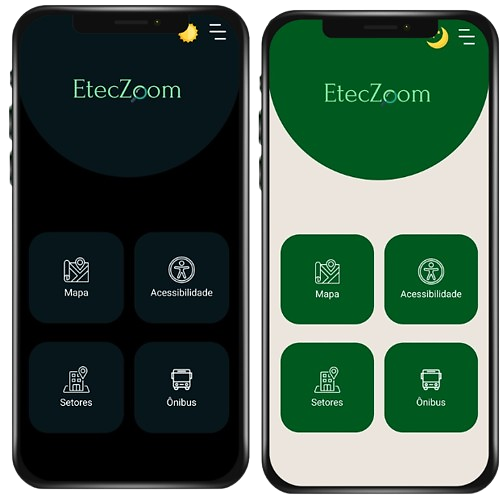 EtecZoom
Mapa
Acessibilidade
Setores
Ônibus
EtecZoom
Mapa
Acessibilidade
Setores
Ônibus